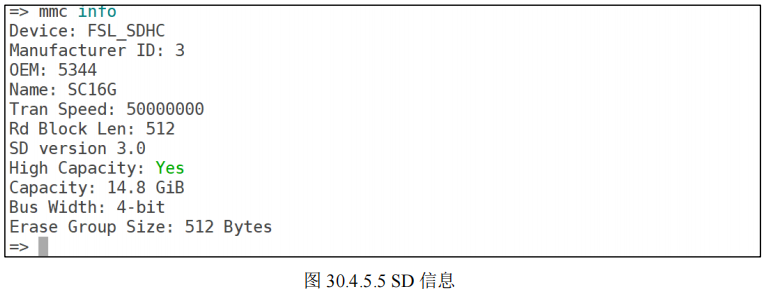 => mmc info
Device: FSL_SDHC
Manufacturer ID: 3
OEM: 5344
Name: SC16G
Tran Speed: 50000000
Rd Block Len: 512
SD version 3.0
High Capacity: Yes
Capacity: 14.8 GiB
Bus Width: 4-bit
Erase Group Size: 512 Bytes
=>
图 30.4.5.5 SD 信息